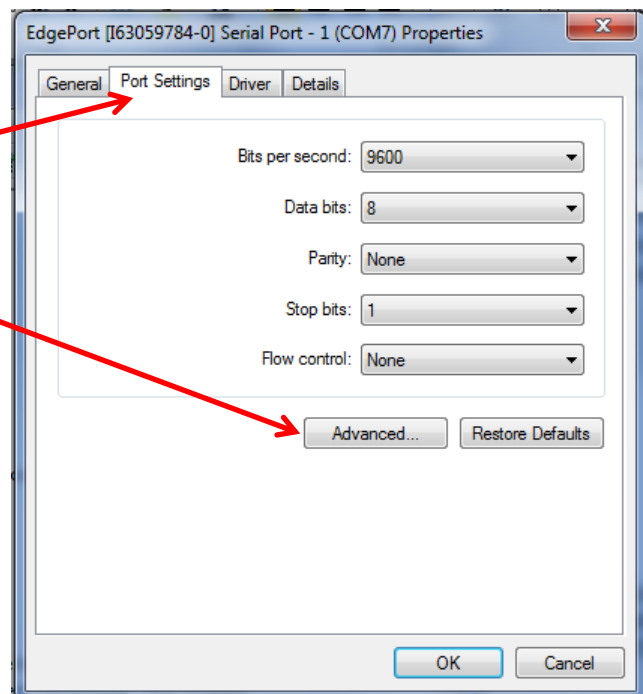 EdgePort [I63059784-0] Serial Port - 1 (COM7) Properties
General Port Settings Driver Details
Bits per second: 9600
Data bits: 8
Parity: None
Stop bits: 1
Flow control: None
Advanced... Restore Defaults
OK Cancel